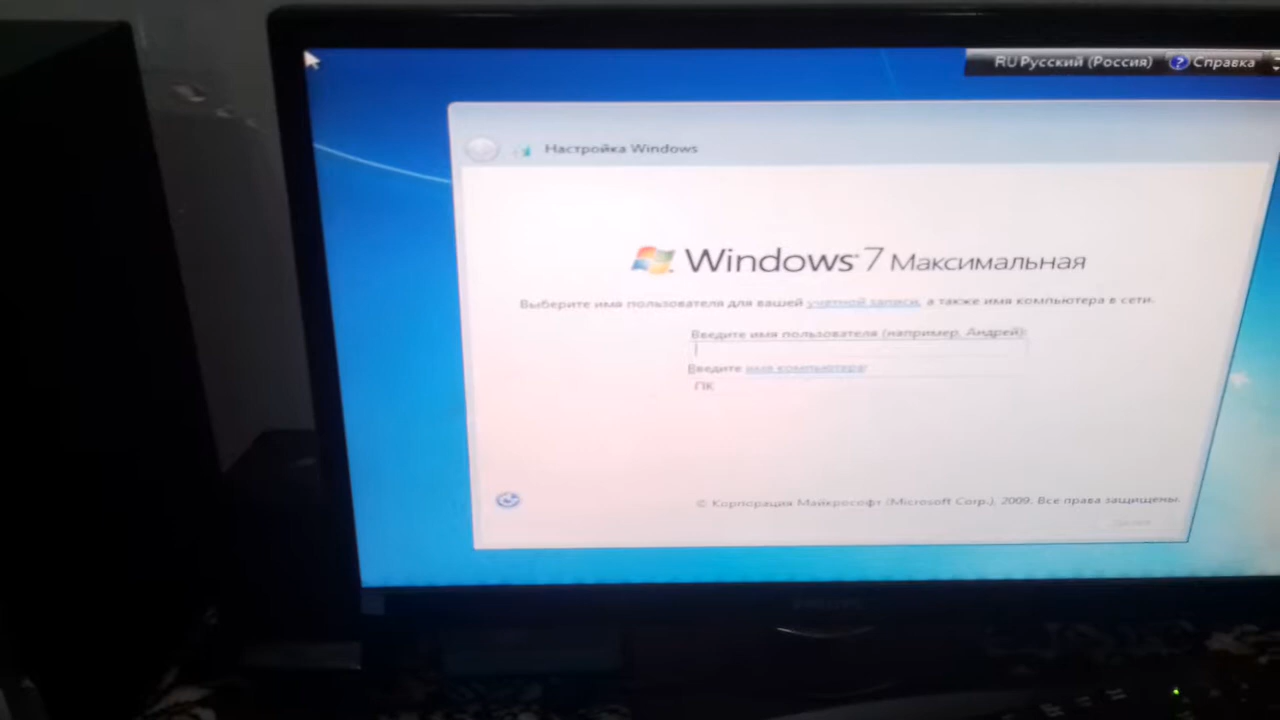 RU Русский (Россия) Справка
Настройка Windows
Windows 7 Максимальная
Выберите имя пользователя для вашей учетной записи, а также имя компьютера в сети.
Введите имя пользователя (например, Андрей):
Введите имя компьютера:
ПК
© Корпорация Майкрософт (Microsoft Corp.), 2009. Все права защищены.
PHILIPS